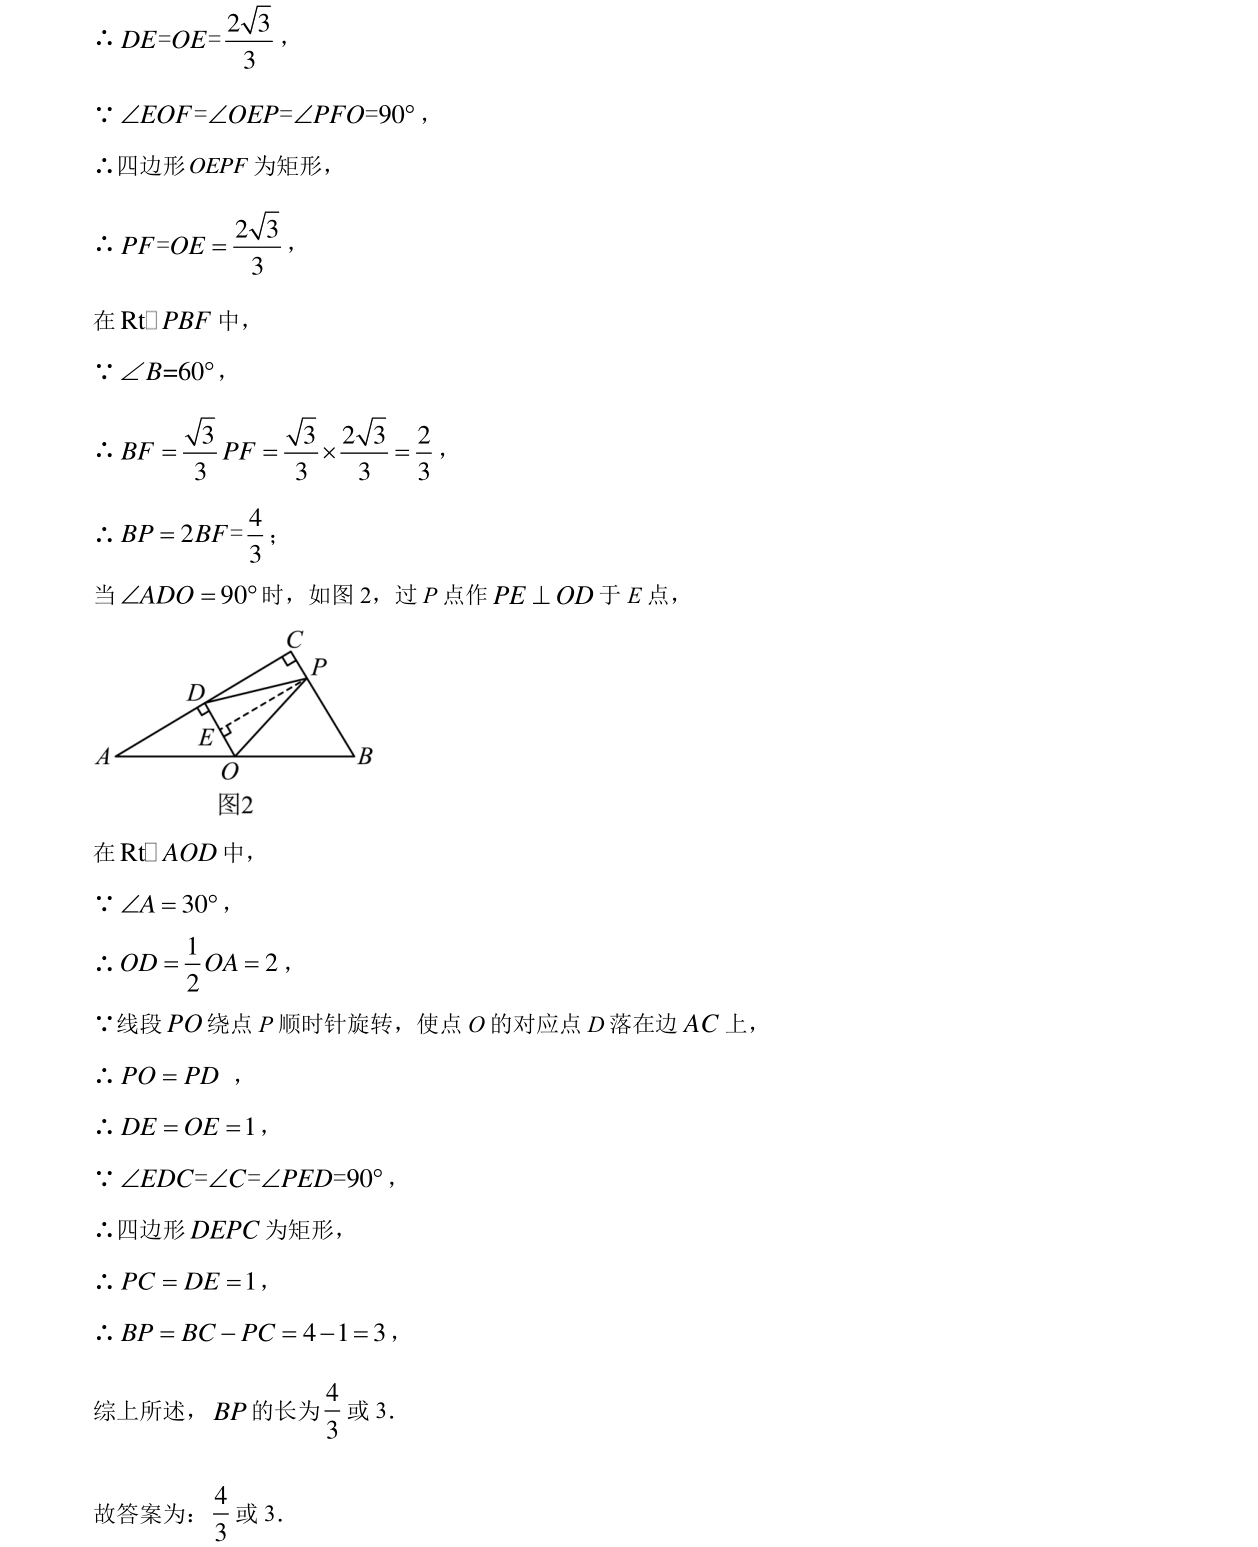 ∴ DE=OE=2√3/3，
∵ ∠EOF=∠OEP=∠PFO=90°，
∴四边形 OEPF 为矩形，
∴ PF=OE = 2√3/3，
在 Rt□ PBF 中，
∵ ∠B=60°，
∴ BF = √3/3 PF = √3/3 × 2√3/3 = 2/3，
∴ BP = 2BF=4/3；
当 ∠ADO = 90° 时，如图 2，过 P 点作 PE ⊥ OD 于 E 点，
C
P
D
E
A
O
B
图2
在 Rt□ AOD 中，
∵ ∠A = 30°，
∴ OD = 1/2 OA = 2，
∵线段 PO 绕点 P 顺时针旋转，使点 O 的对应点 D 落在边 AC 上，
∴ PO = PD ，
∴ DE = OE = 1，
∵ ∠EDC=∠C=∠PED=90°，
∴四边形 DEPC 为矩形，
∴ PC = DE = 1，
∴ BP = BC − PC = 4 − 1 = 3，
综上所述， BP 的长为 4/3 或 3．
故答案为： 4/3 或 3．